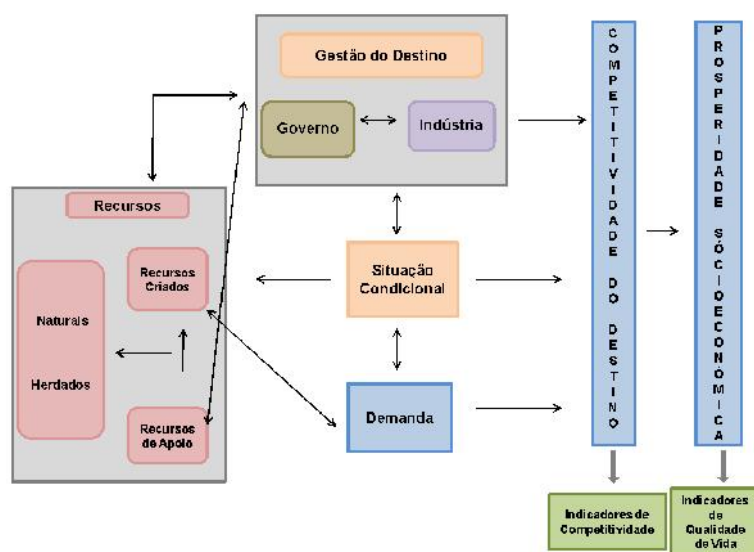 Gestão do Destino
Governo
Indústria
Recursos
Recursos
Criados
Naturais
Herdados
Recursos
de Apoio
Situação
Condicional
Demanda
COMPETITIVIDADE DO DESTINO
PROSPERIDADE SÓCIOECONÔMICA
Indicadores de
Competitividade
Indicadores
de
Qualidade
de Vida